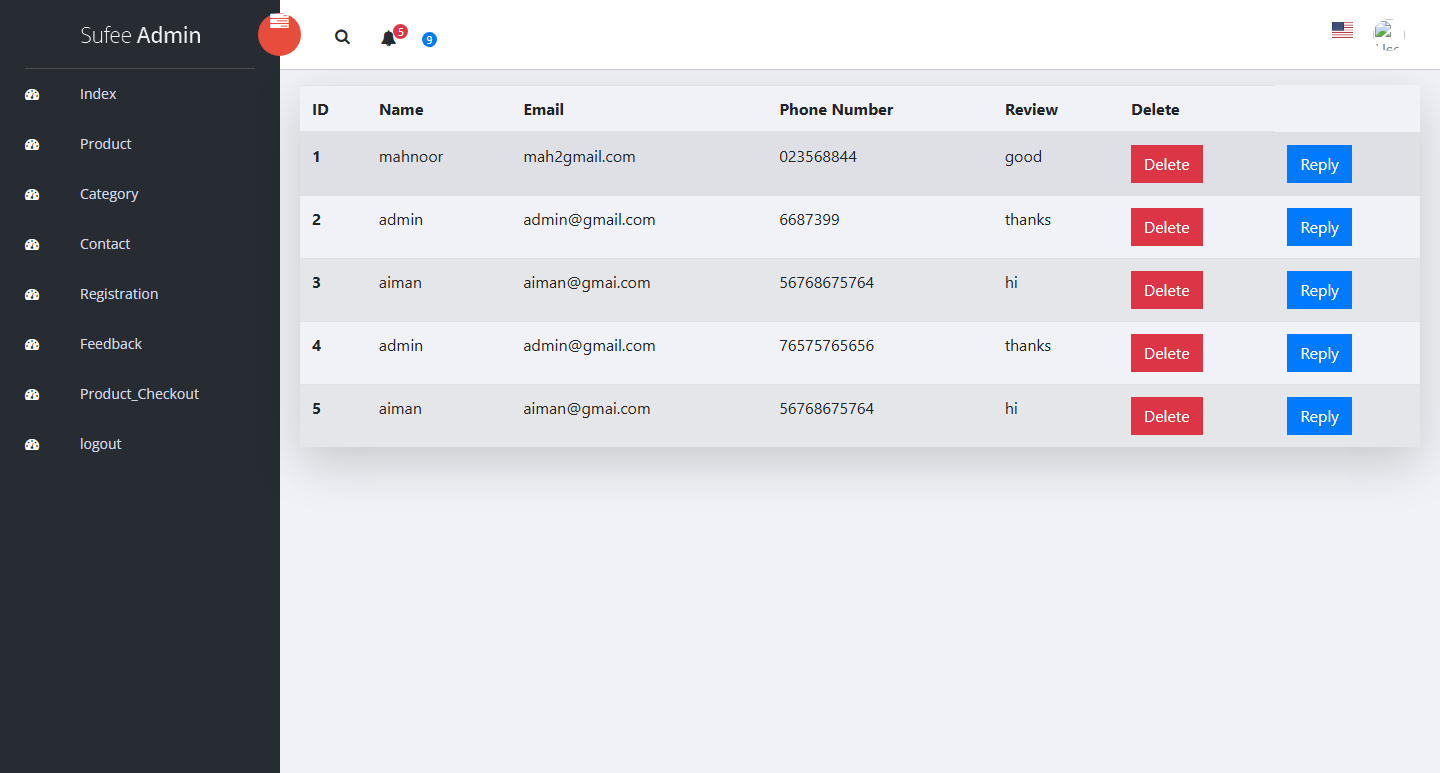 Sufee Admin
5
9
Index
Product
Category
Contact
Registration
Feedback
Product_Checkout
logout
ID Name Email Phone Number Review Delete
1 mahnoor mah2gmail.com 023568844 good Delete Reply
2 admin admin@gmail.com 6687399 thanks Delete Reply
3 aiman aiman@gmai.com 56768675764 hi Delete Reply
4 admin admin@gmail.com 76575765656 thanks Delete Reply
5 aiman aiman@gmai.com 56768675764 hi Delete Reply